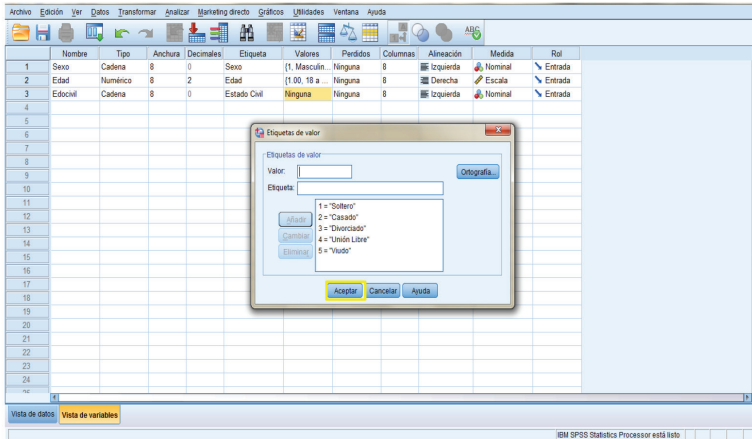 Archivo Edición Ver Datos Transformar Analizar Marketing directo Gráficos Utilidades Ventana Ayuda
ABC
Nombre Tipo Anchura Decimales Etiqueta Valores Perdidos Columnas Alineación Medida Rol
1 Sexo Cadena 8 0 Sexo {1, Masculin... Ninguna 8 Izquierda Nominal Entrada
2 Edad Numérico 8 2 Edad {1.00, 18 a ... Ninguna 8 Derecha Escala Entrada
3 Edocivil Cadena 8 0 Estado Civil Ninguna Ninguna 8 Izquierda Nominal Entrada
4
5
6
7
8
9
10
11
12
13
14
15
16
17
18
19
20
21
22
23
24
25
Etiquetas de valor
Etiquetas de valor
Valor:
Ortografía...
Etiqueta:
1 = "Soltero"
Añadir
2 = "Casado"
3 = "Divorciado"
Cambiar
4 = "Unión Libre"
Eliminar
5 = "Viudo"
Aceptar Cancelar Ayuda
Vista de datos Vista de variables
IBM SPSS Statistics Processor está listo